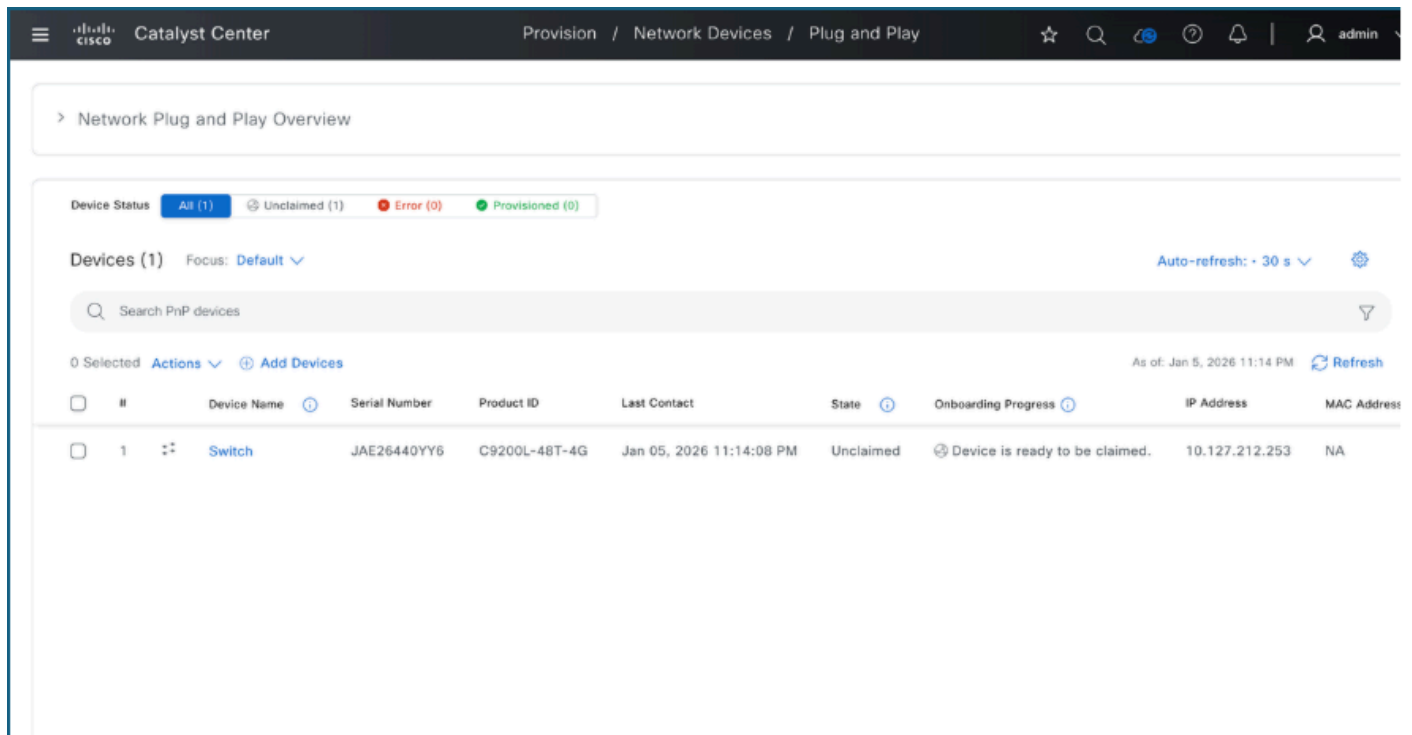 cisco Catalyst Center Provision / Network Devices / Plug and Play admin
> Network Plug and Play Overview
Device Status All (1) Unclaimed (1) Error (0) Provisioned (0)
Devices (1) Focus: Default Auto-refresh: • 30 s
Search PnP devices
0 Selected Actions Add Devices As of: Jan 5, 2026 11:14 PM Refresh
# Device Name Serial Number Product ID Last Contact State Onboarding Progress IP Address MAC Address
1 Switch JAE26440YY6 C9200L-48T-4G Jan 05, 2026 11:14:08 PM Unclaimed Device is ready to be claimed. 10.127.212.253 NA